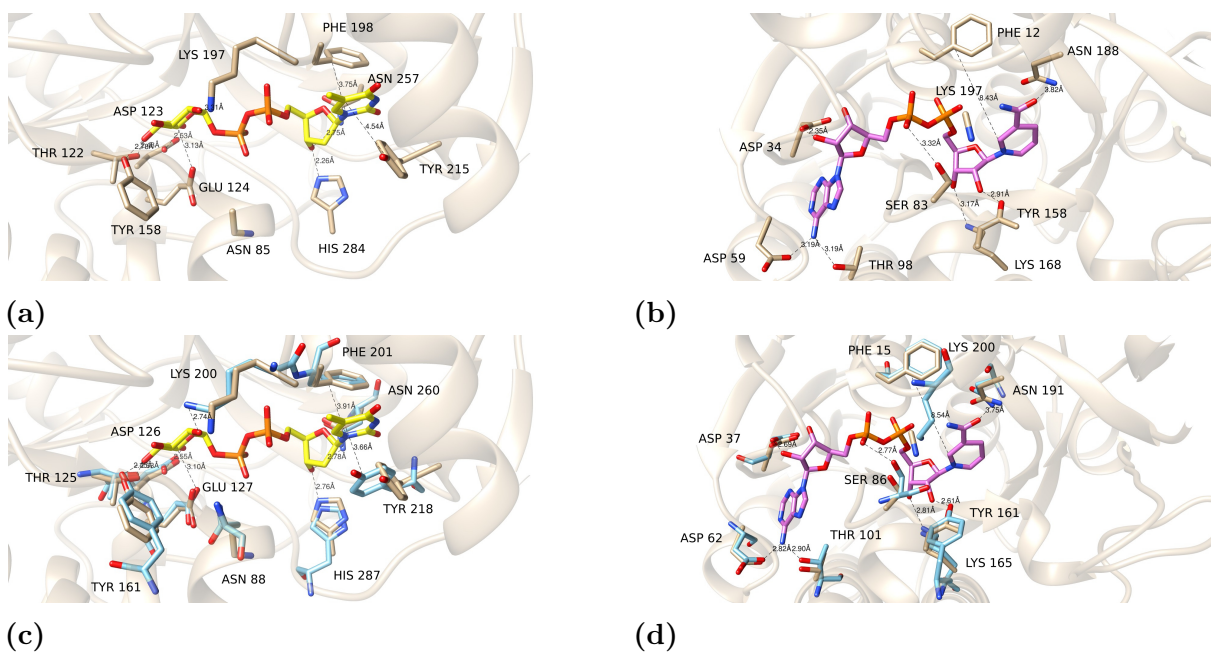 PHE 198
LYS 197
ASN 257
3.75Å
ASP 123
2.63Å
2.75Å
4.54Å
3.13Å
THR 122
2.26Å
TYR 215
GLU 124
TYR 158
ASN 85
HIS 284
(a)
PHE 12
ASN 188
3.82Å
LYS 197
8.43Å
2.35Å
3.32Å
ASP 34
SER 83
2.91Å
3.17Å
TYR 158
2.19Å
3.19Å
ASP 59
THR 98
LYS 168
(b)
PHE 201
LYS 200
ASN 260
3.91Å
2.74Å
ASP 126
3.66Å
2.55Å
2.78Å
3.10Å
THR 125
GLU 127
2.76Å
TYR 218
ASN 88
TYR 161
HIS 287
(c)
PHE 15
LYS 200
ASN 191
3.75Å
8.54Å
ASP 37
2.69Å
2.77Å
SER 86
2.61Å
2.81Å
TYR 161
ASP 62
2.82Å
2.90Å
THR 101
LYS 165
(d)